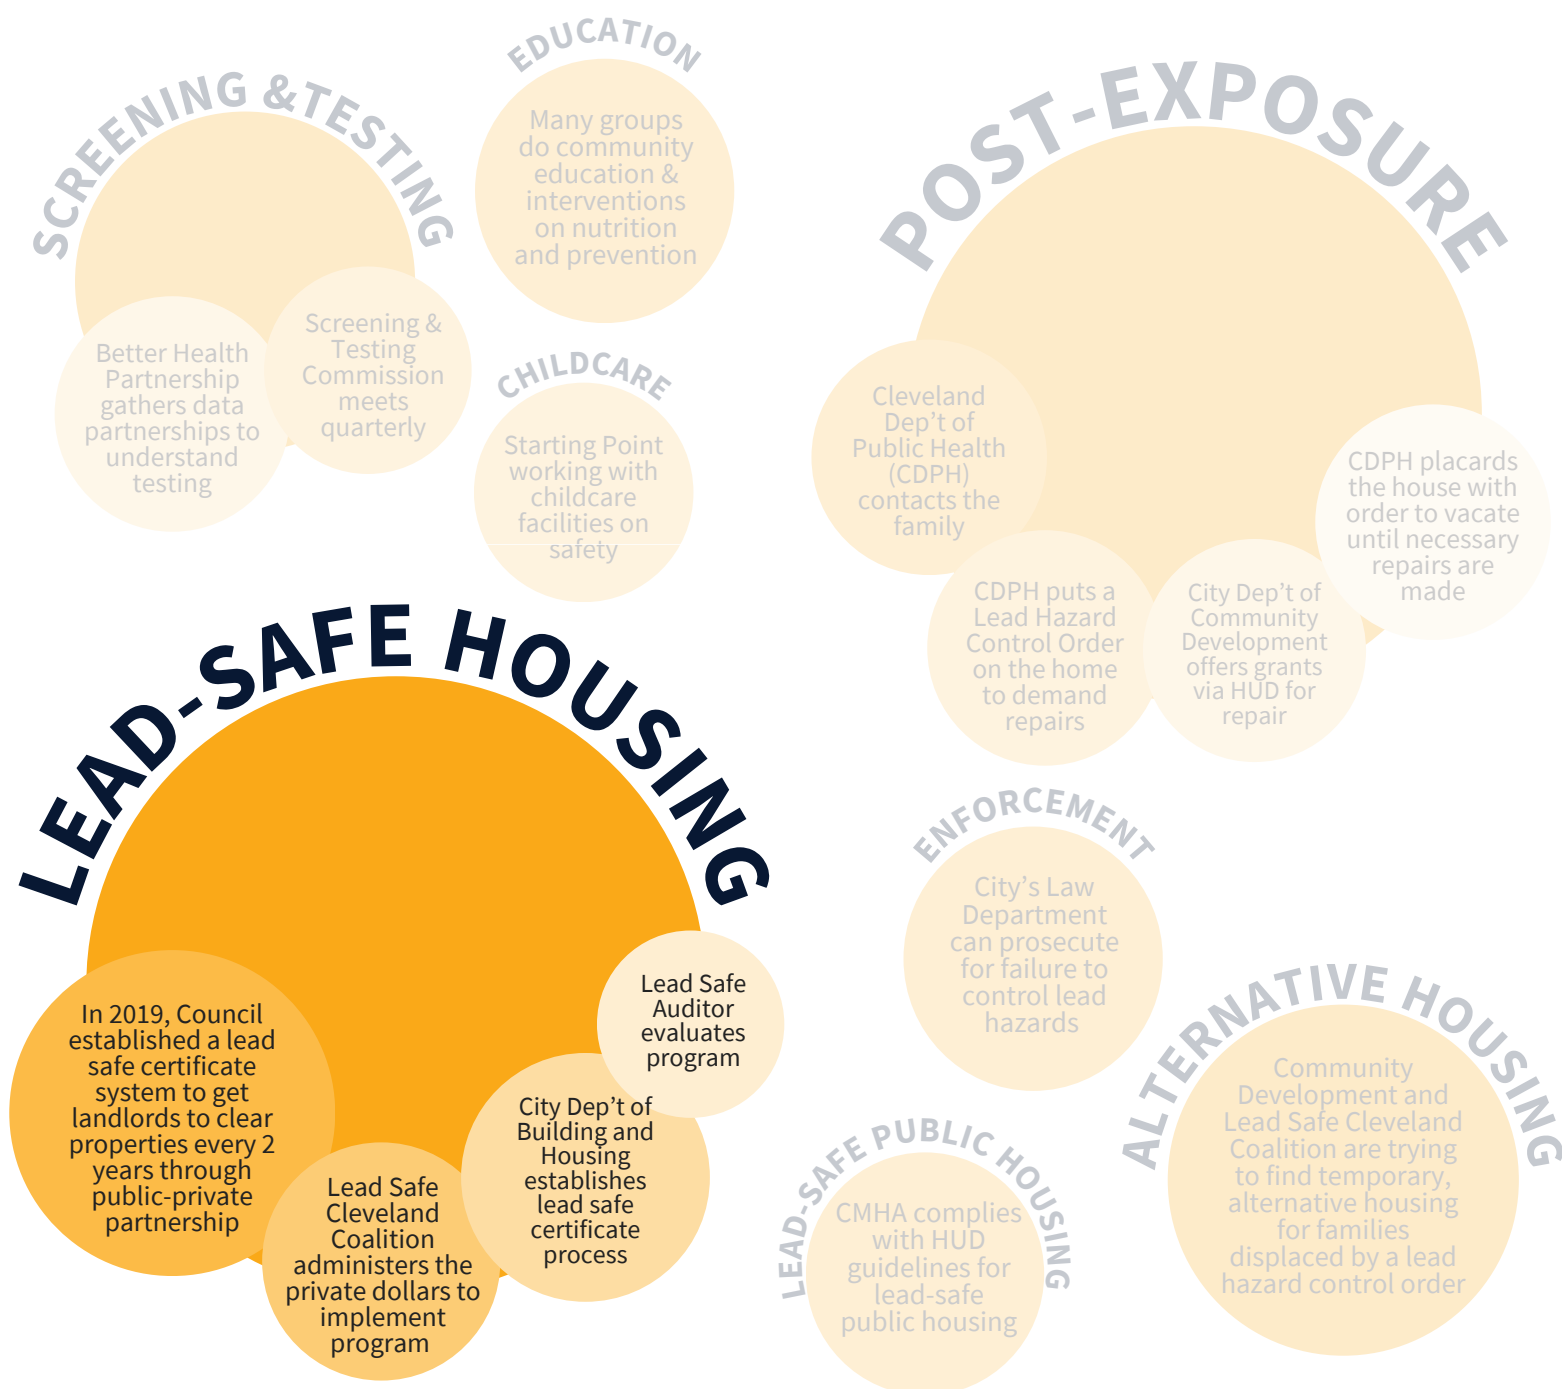 SCREENING & TESTING
Better Health
Partnership
gathers data
partnerships to
understand
testing
Screening &
Testing
Commission
meets
quarterly
EDUCATION
Many groups
do community
education &
interventions
on nutrition
and prevention
CHILDCARE
Starting Point
working with
childcare
facilities on
safety
POST-EXPOSURE
Cleveland
Dep’t of
Public Health
(CDPH)
contacts the
family
CDPH puts a
Lead Hazard
Control Order
on the home
to demand
repairs
City Dep’t of
Community
Development
offers grants
via HUD for
repair
CDPH placards
the house with
order to vacate
until necessary
repairs are
made
LEAD-SAFE HOUSING
In 2019, Council
established a lead
safe certificate
system to get
landlords to clear
properties every 2
years through
public-private
partnership
Lead Safe
Cleveland
Coalition
administers the
private dollars to
implement
program
City Dep’t of
Building and
Housing
establishes
lead safe
certificate
process
Lead Safe
Auditor
evaluates
program
ENFORCEMENT
City’s Law
Department
can prosecute
for failure to
control lead
hazards
LEAD-SAFE PUBLIC HOUSING
CMHA complies
with HUD
guidelines for
lead-safe
public housing
ALTERNATIVE HOUSING
Community
Development and
Lead Safe Cleveland
Coalition are trying
to find temporary,
alternative housing
for families
displaced by a lead
hazard control order